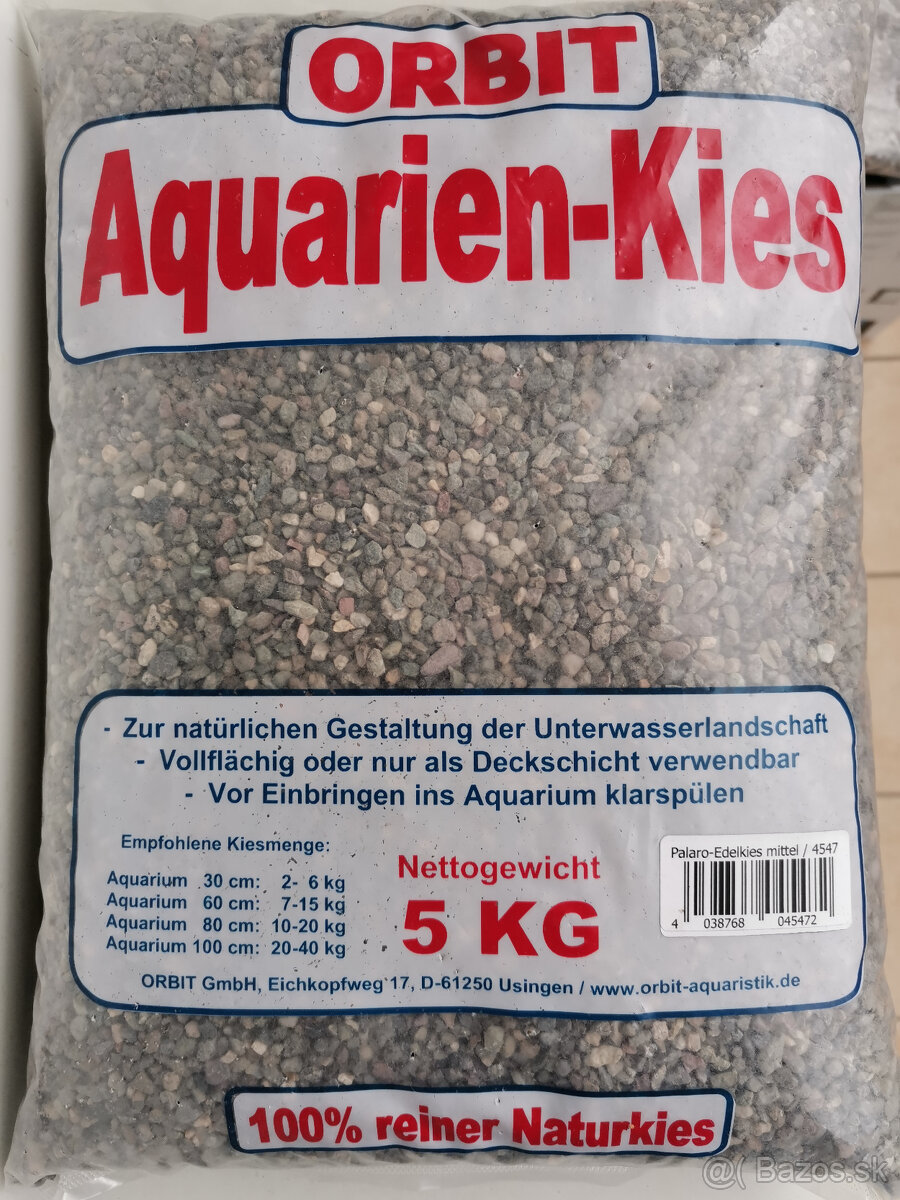 ORBIT
Aquarien-Kies
- Zur natürlichen Gestaltung der Unterwasserlandschaft
- Vollflächig oder nur als Deckschicht verwendbar
- Vor Einbringen ins Aquarium klarspülen
Empfohlene Kiesmenge:
Aquarium 30 cm: 2- 6 kg
Aquarium 60 cm: 7-15 kg
Aquarium 80 cm: 10-20 kg
Aquarium 100 cm: 20-40 kg
Nettogewicht
5 KG
Palaro-Edelkies mittel / 4547
4 038768 045472
ORBIT GmbH, Eichkopfweg 17, D-61250 Usingen / www.orbit-aquaristik.de
100% reiner Naturkies
@( Bazos.sk